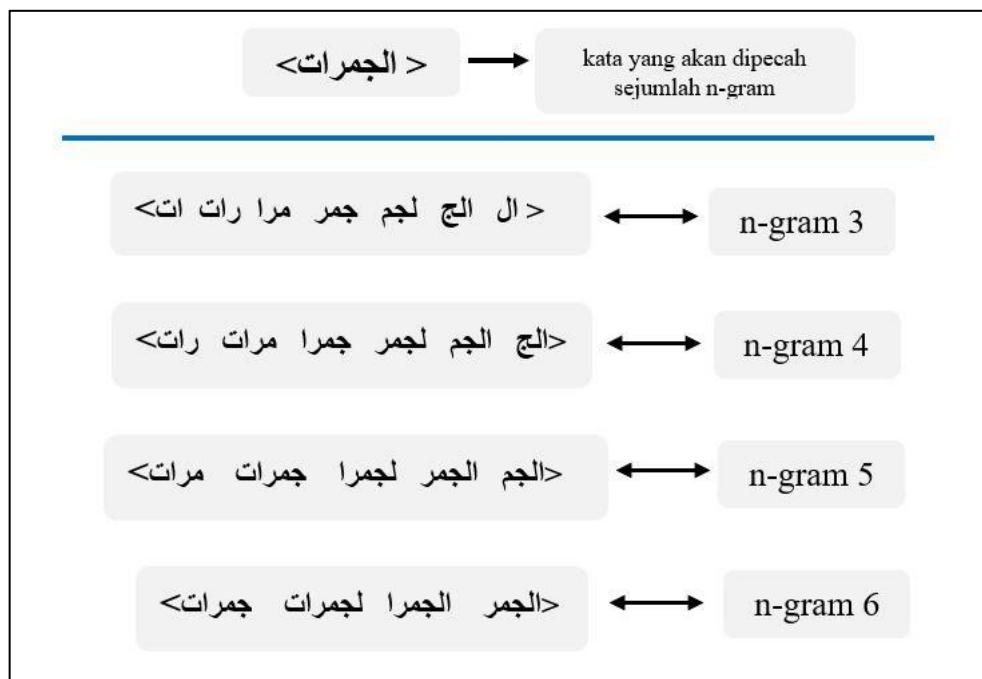 < الجمرات>
kata yang akan dipecah
sejumlah n-gram
< ال الج لجم جمر مرا رات ات>
n-gram 3
<الج الجم لجمر جمرا مرات رات>
n-gram 4
<الجم الجمر لجمرا جمرات مرات>
n-gram 5
<الجمر الجمرا لجمرات جمرات>
n-gram 6